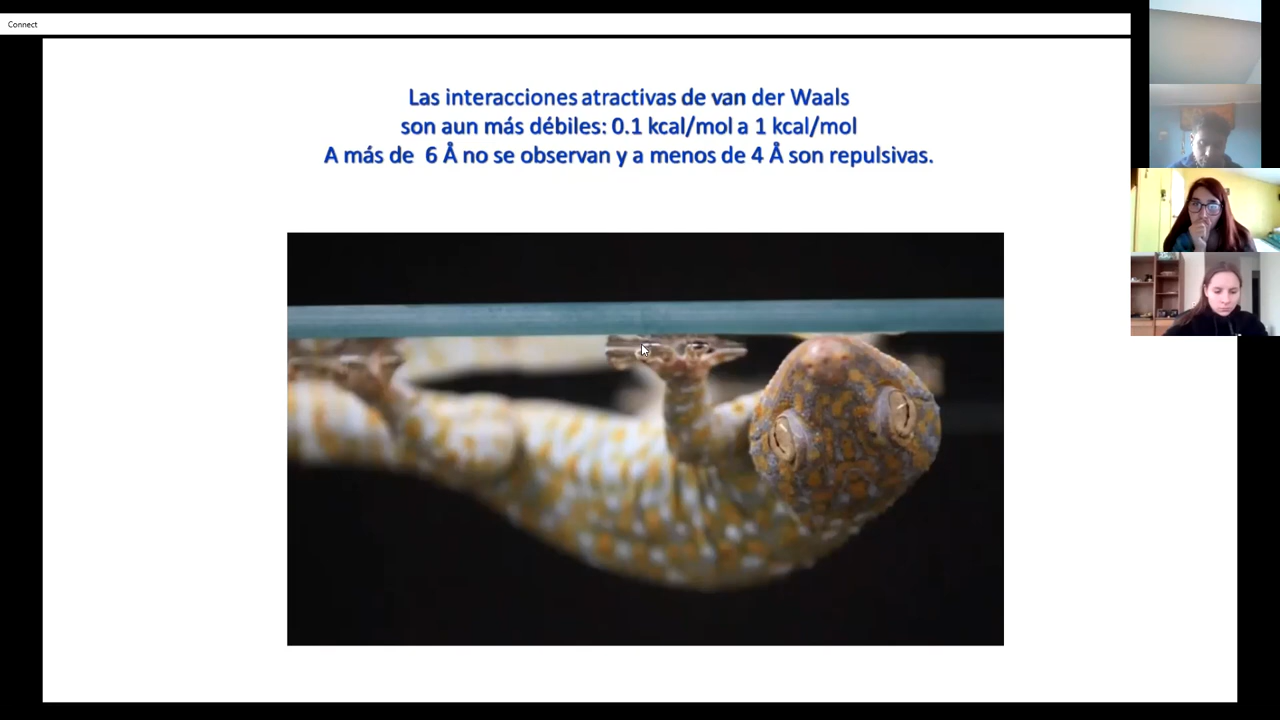 Connect
Las interacciones atractivas de van der Waals
son aun más débiles: 0.1 kcal/mol a 1 kcal/mol
A más de 6 Å no se observan y a menos de 4 Å son repulsivas.